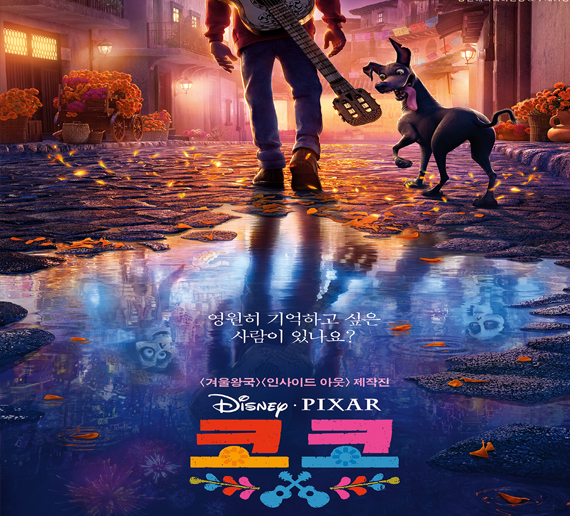 영원히 기억하고 싶은
사람이 있나요?
<겨울왕국><인사이드 아웃> 제작진
Disney·PIXAR
코코